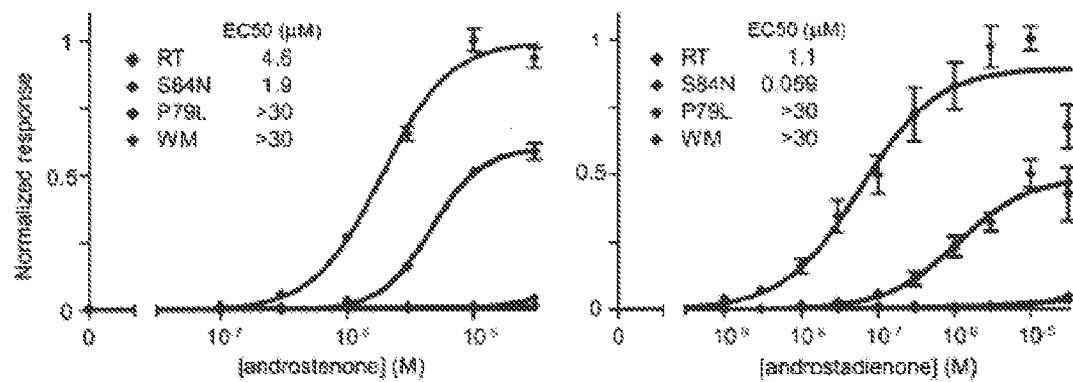 EC50 (μM)
RT 4.6
S84N 1.9
P79L >30
WM >30
Normalized response
1
0.5
0
0
10⁻⁷
10⁻⁶
10⁻⁵
[androstenone] (M)
EC50 (μM)
RT 1.1
S84N 0.059
P79L >30
WM >30
1
0.5
0
0
10⁻⁹
10⁻⁸
10⁻⁷
10⁻⁶
10⁻⁵
[androstadienone] (M)